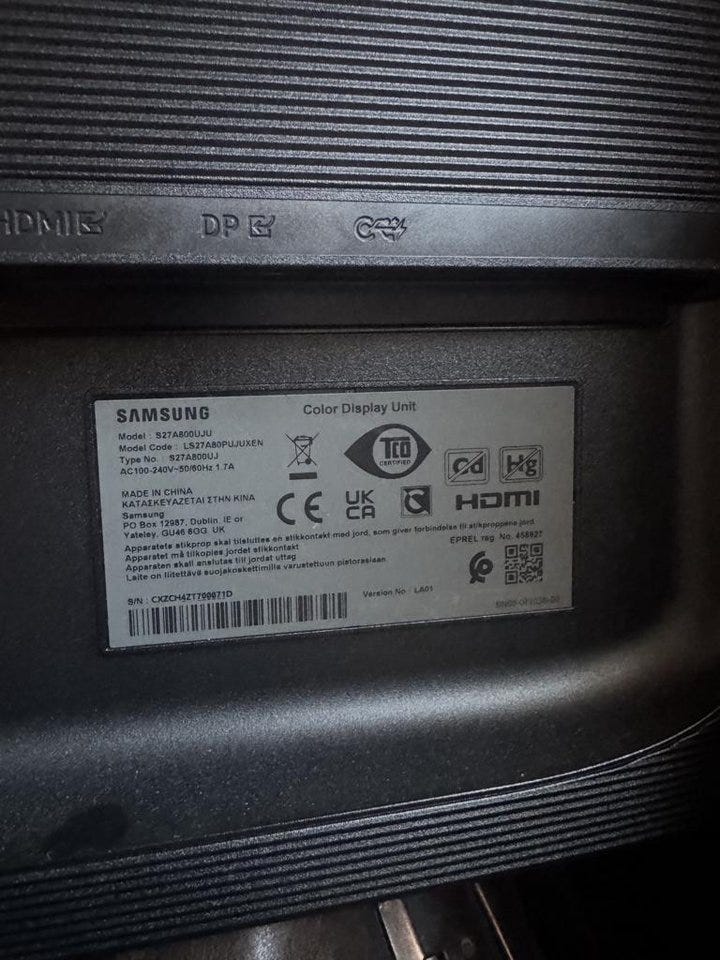 HDMI
DP
C
SAMSUNG
Color Display Unit
Model : S27A800UJU
Model Code : LS27A80PUJUXEN
Type No. : S27A800UJ
AC100-240V~50/60Hz 1.7A
TCO
CERTIFIED
Cd
Hg
MADE IN CHINA
ΚΑΤΑΣΚΕΥΑΖΕΤΑΙ ΣΤΗΝ ΚΙΝΑ
Samsung
PO Box 12987, Dublin. IE or
Yateley, GU46 6GG. UK
CE
UK
CA
HDMI
Apparatets stikprop skal tilsluttes en stikkontakt med jord, som giver forbindelse til stikproppens jord.
Apparatet må tilkoples jordet stikkontakt
Apparaten skall anslutas till jordat uttag
Laite on liitettävä suojakoskettimilla varustettuun pistorasiaan.
EPREL reg. No. 458927
S/N : CXZCH4ZT700071D
Version No : LA01